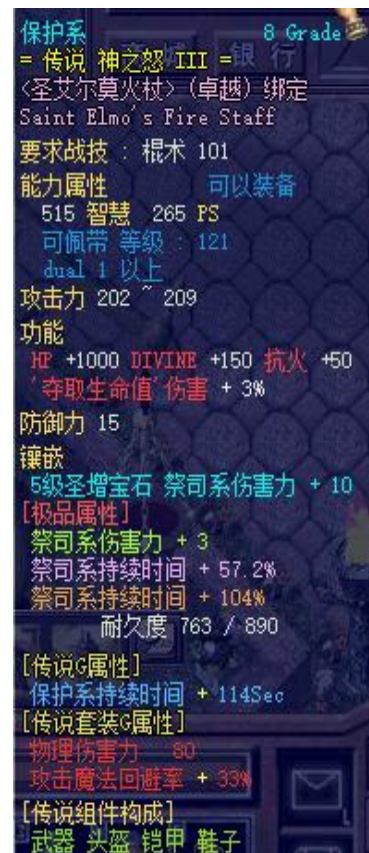 保护系 8 Grade
= 传说 神之怒 III =
<圣艾尔莫火杖> (卓越) 绑定
Saint Elmo's Fire Staff
要求战技 : 棍术 101
能力属性 可以装备
515 智慧 265 PS
可佩带 等级 : 121
dual 1 以上
攻击力 202 ~ 209
功能
HP +1000 DIVINE +150 抗火 +50
'夺取生命值'伤害 + 3%
防御力 15
镶嵌
5级圣增宝石 祭司系伤害力 + 10
[极品属性]
祭司系伤害力 + 3
祭司系持续时间 + 57.2%
祭司系持续时间 + 104%
耐久度 763 / 890
[传说G属性]
保护系持续时间 + 114Sec
[传说套装G属性]
物理伤害力 80
攻击魔法回避率 + 33%
[传说组件构成]
武器 头盔 铠甲 鞋子